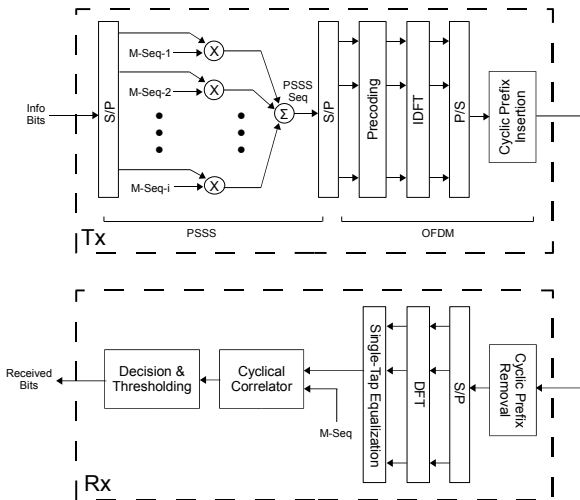 Info
Bits
S/P
M-Seq-1
X
M-Seq-2
X
M-Seq-i
X
Σ
PSSS
Seq
S/P
Precoding
IDFT
P/S
Cyclic Prefix
Insertion
PSSS
OFDM
Tx
Received
Bits
Decision &
Thresholding
Cyclical
Correlator
M-Seq
Single-Tap Equalization
DFT
S/P
Cyclic Prefix
Removal
Rx